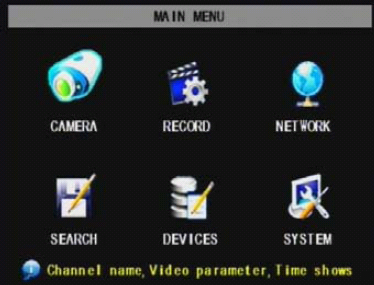 MAIN MENU
CAMERA RECORD NETWORK
SEARCH DEVICES SYSTEM
Channel name, Video parameter, Time shows